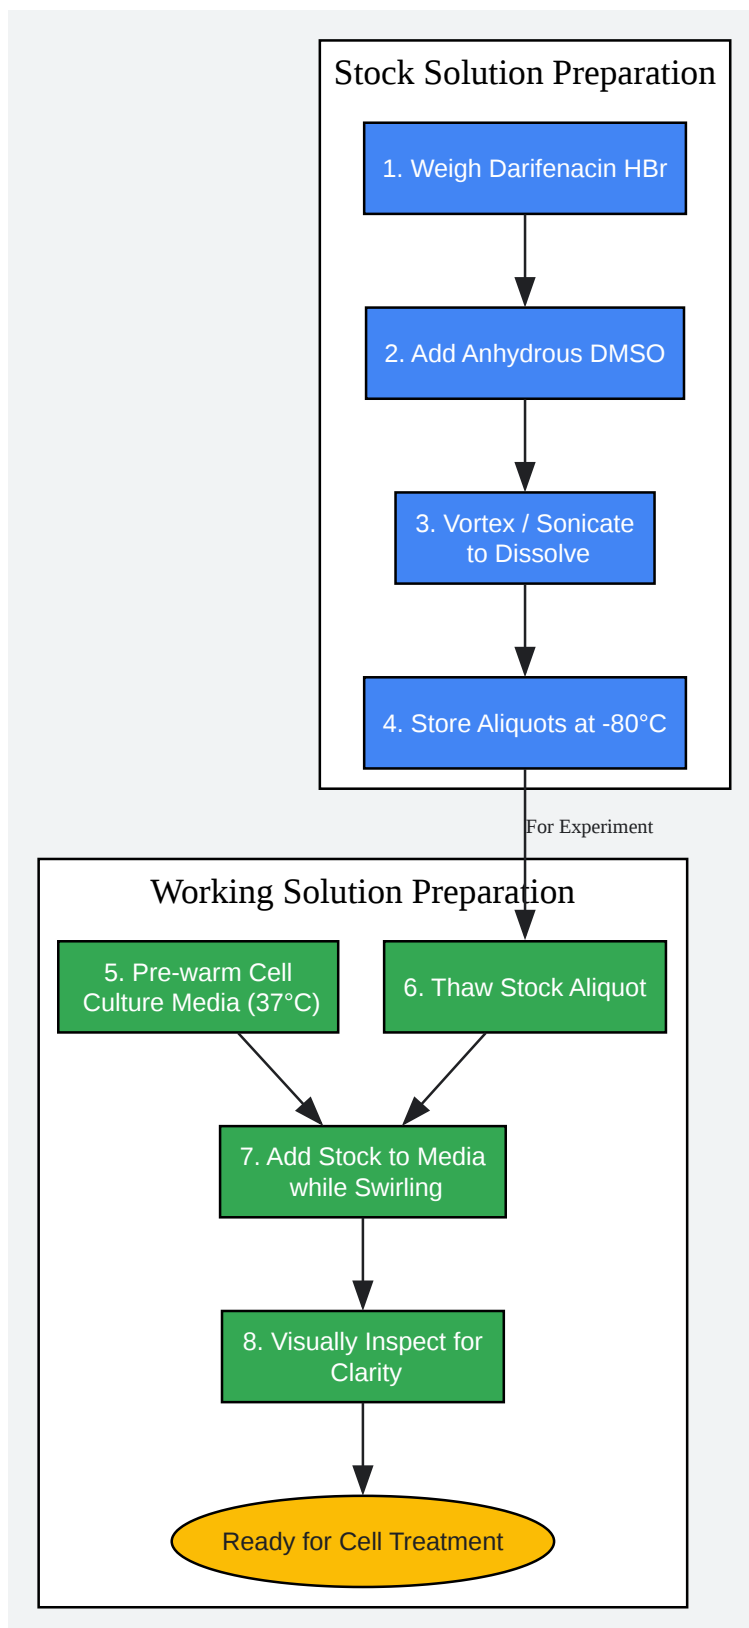 Stock Solution Preparation
1. Weigh Darifenacin HBr
2. Add Anhydrous DMSO
3. Vortex / Sonicate
to Dissolve
4. Store Aliquots at -80°C
For Experiment
Working Solution Preparation
5. Pre-warm Cell
Culture Media (37°C)
6. Thaw Stock Aliquot
7. Add Stock to Media
while Swirling
8. Visually Inspect for
Clarity
Ready for Cell Treatment